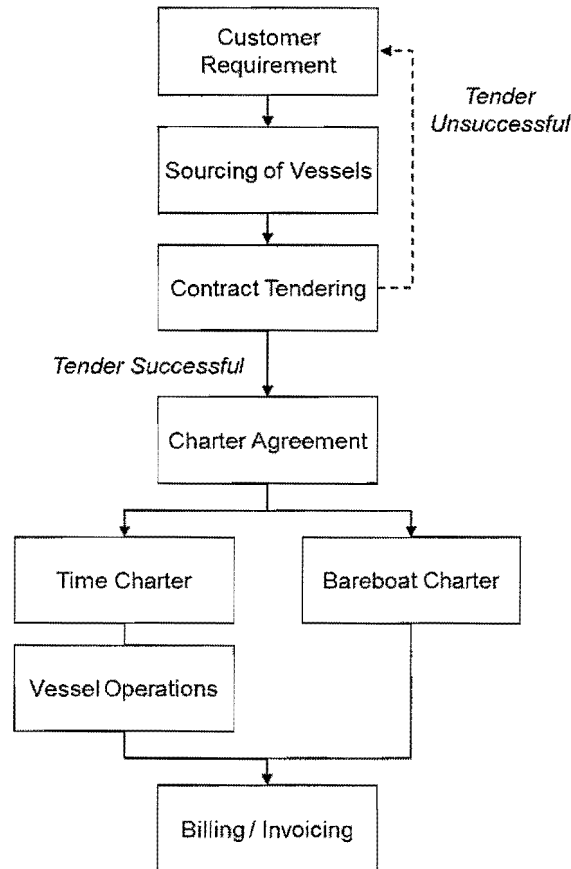 Customer
Requirement
Tender
Unsuccessful
Sourcing of Vessels
Contract Tendering
Tender Successful
Charter Agreement
Time Charter
Bareboat Charter
Vessel Operations
Billing / Invoicing